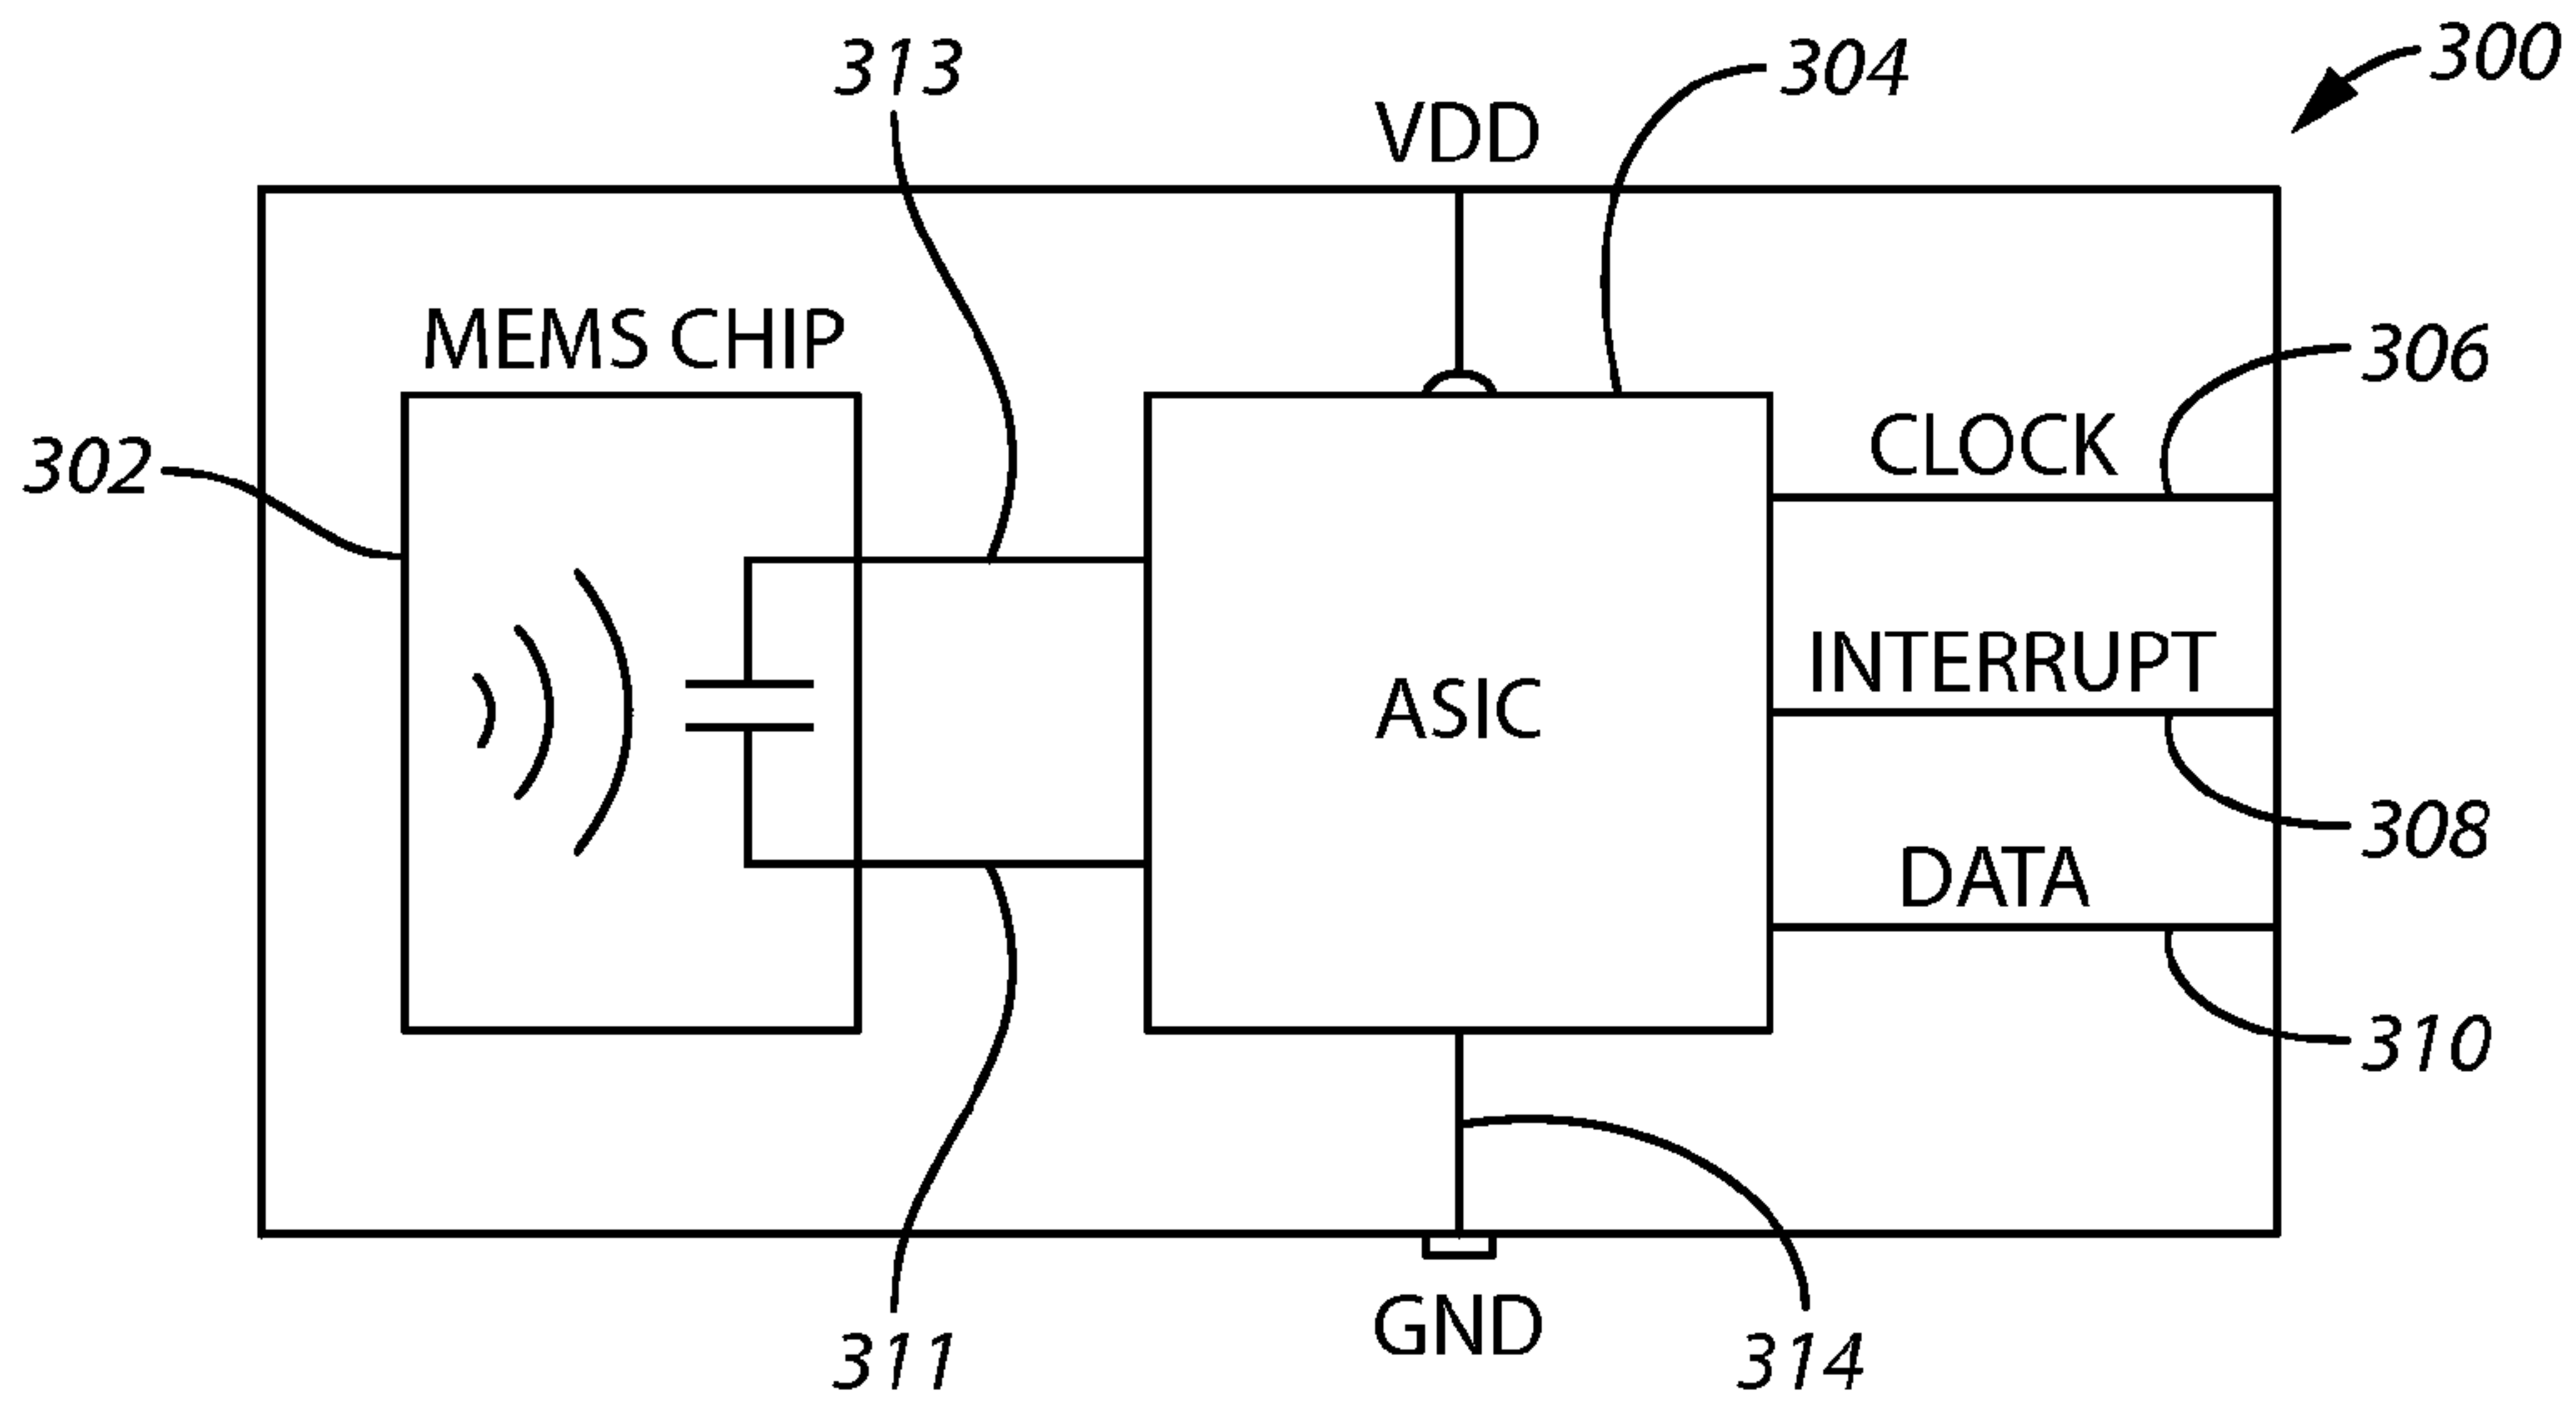 313
304
300
VDD
MEMS CHIP
306
CLOCK
302
INTERRUPT
ASIC
308
DATA
310
GND
311
314